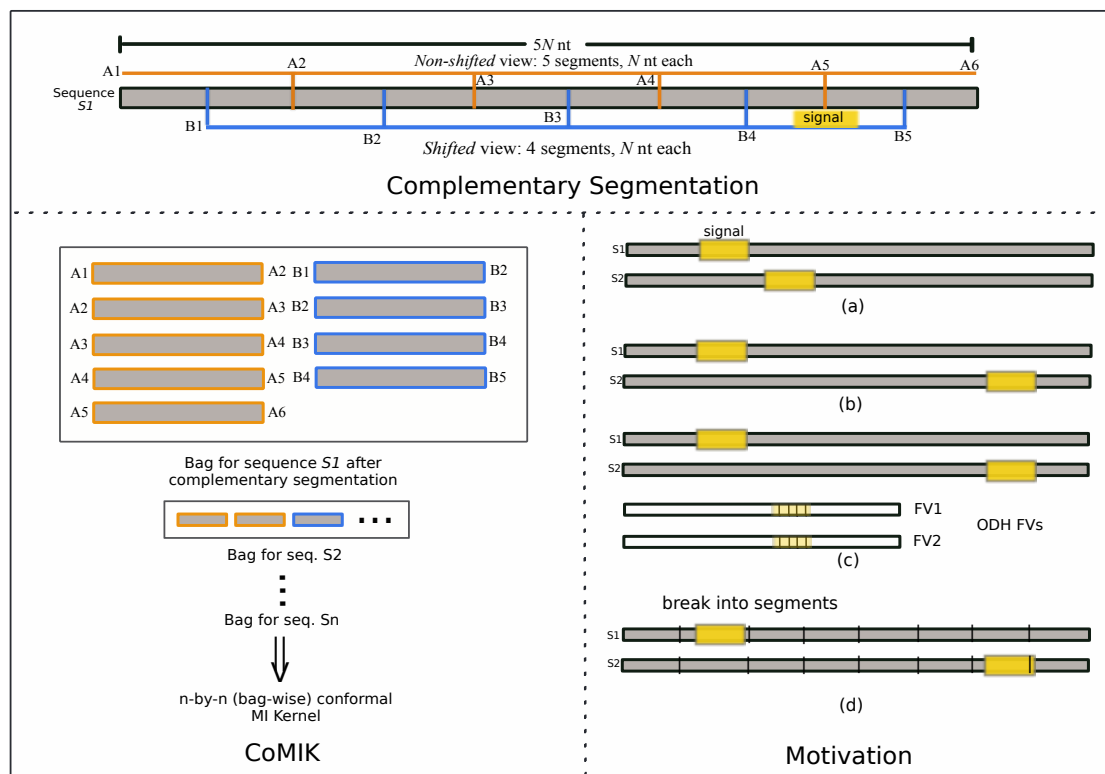 5N nt
Non-shifted view: 5 segments, N nt each
A1
A2
A3
A4
A5
A6
Sequence
S1
signal
B1
B2
B3
B4
B5
Shifted view: 4 segments, N nt each
Complementary Segmentation
A1 A2 B1 B2
A2 A3 B2 B3
A3 A4 B3 B4
A4 A5 B4 B5
A5 A6
Bag for sequence S1 after
complementary segmentation
...
Bag for seq. S2
Bag for seq. Sn
n-by-n (bag-wise) conformal
MI Kernel
CoMIK
signal
S1
S2
(a)
S1
S2
(b)
S1
S2
FV1
ODH FVs
FV2
(c)
break into segments
S1
S2
(d)
Motivation